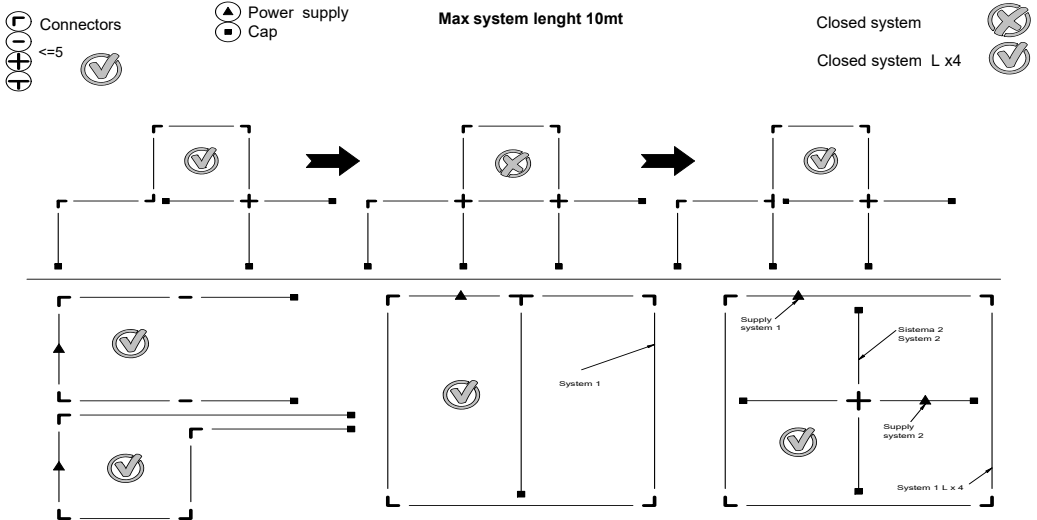 Connectors
<=5
Power supply
Cap
Max system lenght 10mt
Closed system
Closed system L x4
System 1
Supply
system 1
Sistema 2
System 2
Supply
system 2
System 1 L x 4